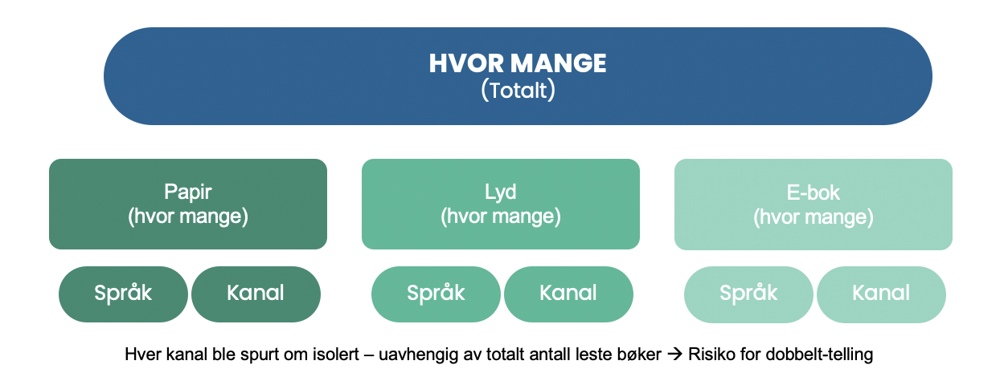 HVOR MANGE
(Totalt)
Papir
(hvor mange)
Lyd
(hvor mange)
E-bok
(hvor mange)
Språk
Kanal
Språk
Kanal
Språk
Kanal
Hver kanal ble spurt om isolert – uavhengig av totalt antall leste bøker → Risiko for dobbelt-telling